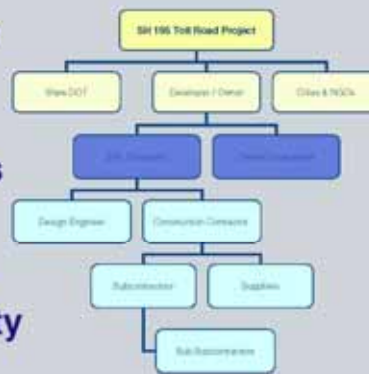 SH 195 Toll Road Project
State DOT
Developer / Owner
Cities & NGOs
s
Design Engineer
Construction Contractor
Subcontractor
Suppliers
ty
Sub Subcontractors